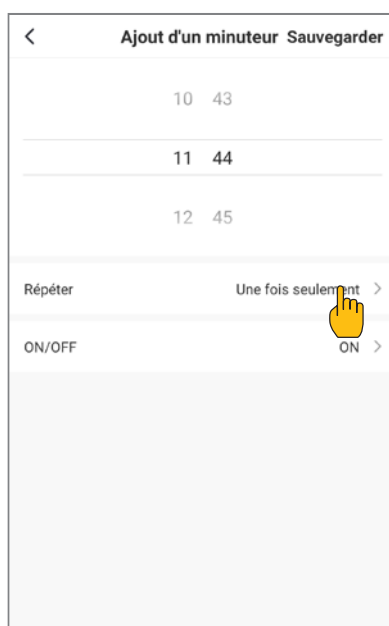 Ajout d'un minuteur Sauvegarder
10 43
11 44
12 45
Répéter Une fois seulement
ON/OFF ON